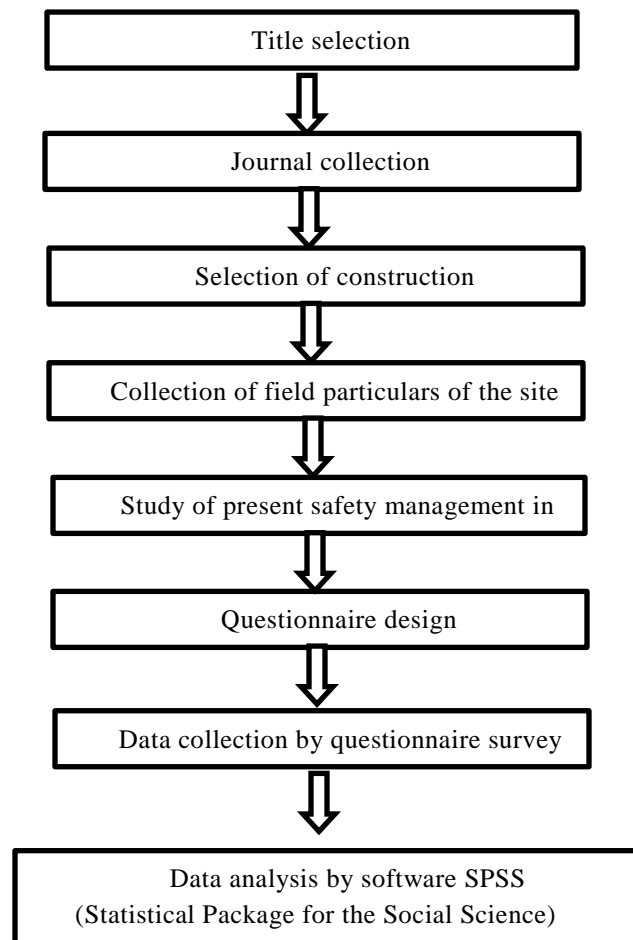 Title selection
Journal collection
Selection of construction
Collection of field particulars of the site
Study of present safety management in
Questionnaire design
Data collection by questionnaire survey
Data analysis by software SPSS
(Statistical Package for the Social Science)